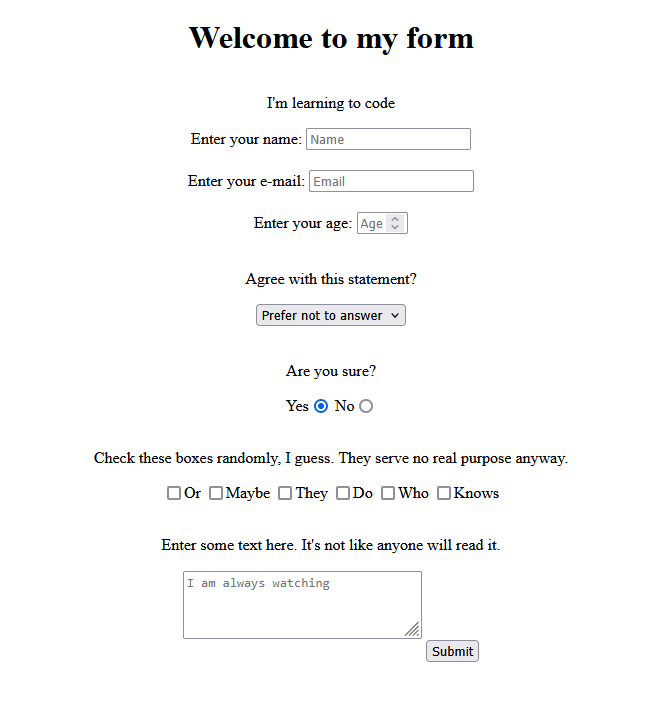 Welcome to my form
I'm learning to code
Enter your name: Name
Enter your e-mail: Email
Enter your age: Age
Agree with this statement?
Prefer not to answer
Are you sure?
Yes No
Check these boxes randomly, I guess. They serve no real purpose anyway.
Or Maybe They Do Who Knows
Enter some text here. It's not like anyone will read it.
I am always watching
Submit